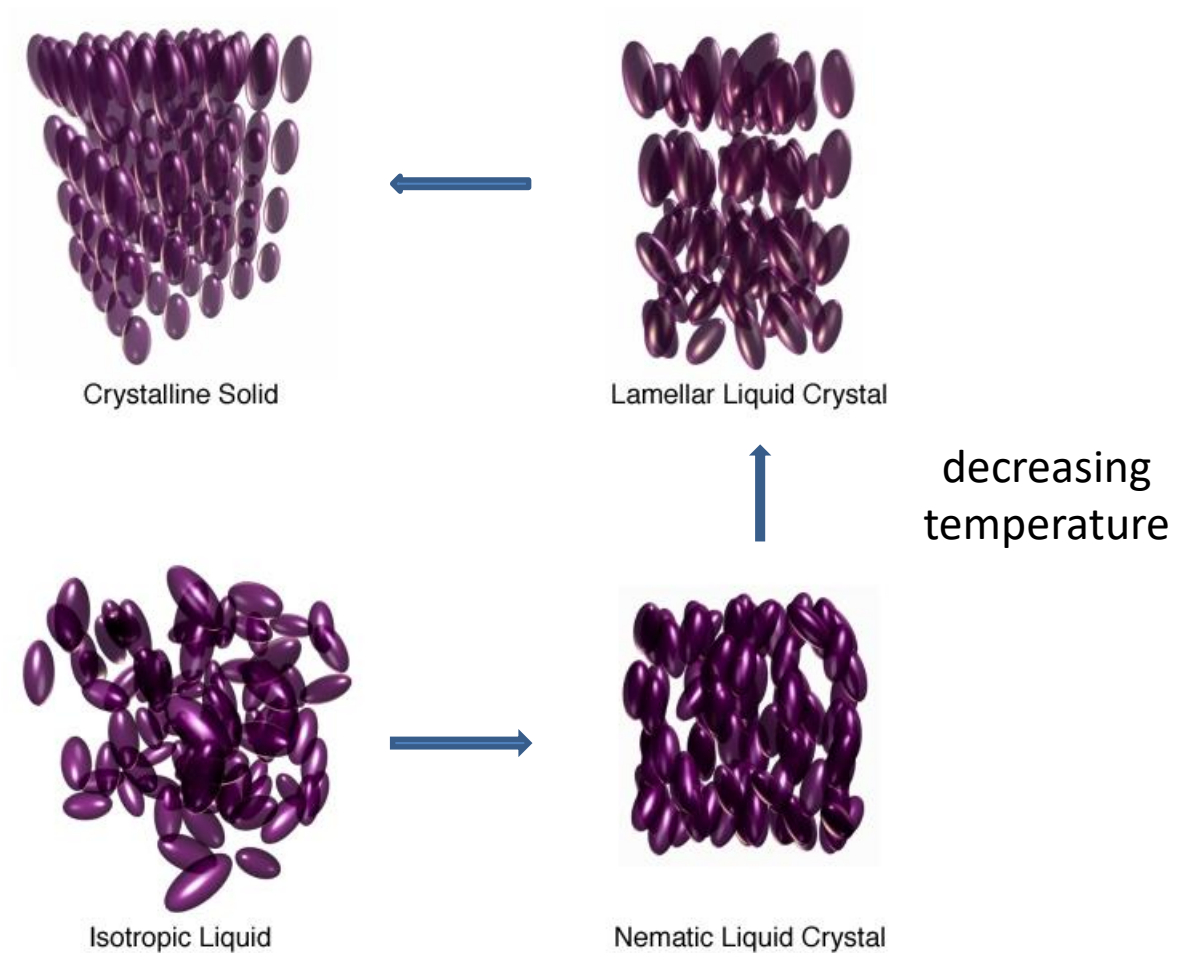 Crystalline Solid
Lamellar Liquid Crystal
decreasing
temperature
Isotropic Liquid
Nematic Liquid Crystal